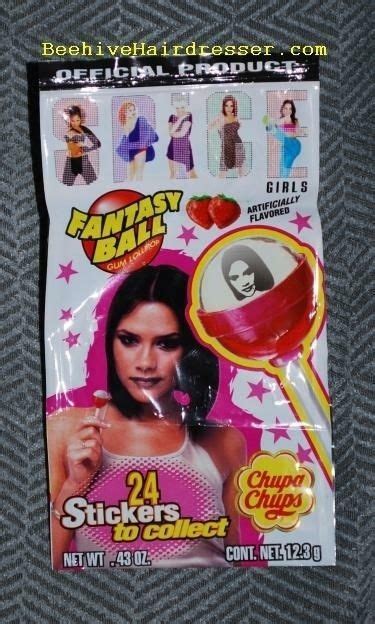 BeehiveHairdresser.com
OFFICIAL PRODUCT
SPICE
GIRLS
ARTIFICIALLY
FLAVORED
FANTASY
BALL
GUM LOLLIPOP
24
Stickers
to collect
Chupa
Chups
NET WT .43 OZ.
CONT. NET. 12.3 g